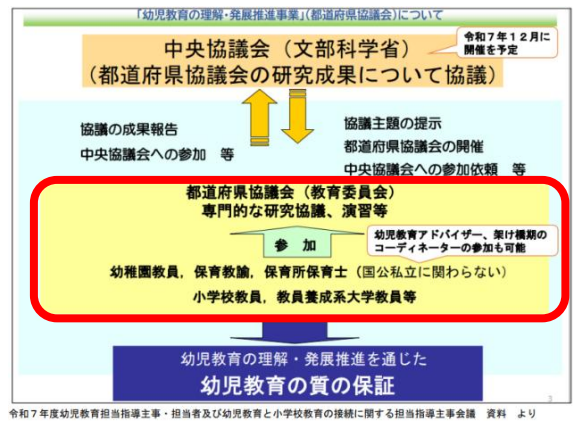 「幼児教育の理解・発展推進事業」（都道府県協議会）について
令和７年１２月に
開催を予定
中央協議会（文部科学省）
（都道府県協議会の研究成果について協議）
協議の成果報告
中央協議会への参加　等
協議主題の提示
都道府県協議会の開催
中央協議会への参加依頼　等
都道府県協議会（教育委員会）
専門的な研究協議、演習等
参　加
幼児教育アドバイザー、架け橋期の
コーディネーターの参加も可能
幼稚園教員，保育教諭，保育所保育士（国公私立に関わらない）
小学校教員，教員養成系大学教員等
幼児教育の理解・発展推進を通じた
幼児教育の質の保証
3
令和７年度幼児教育担当指導主事・担当者及び幼児教育と小学校教育の接続に関する担当指導主事会議　資料　より